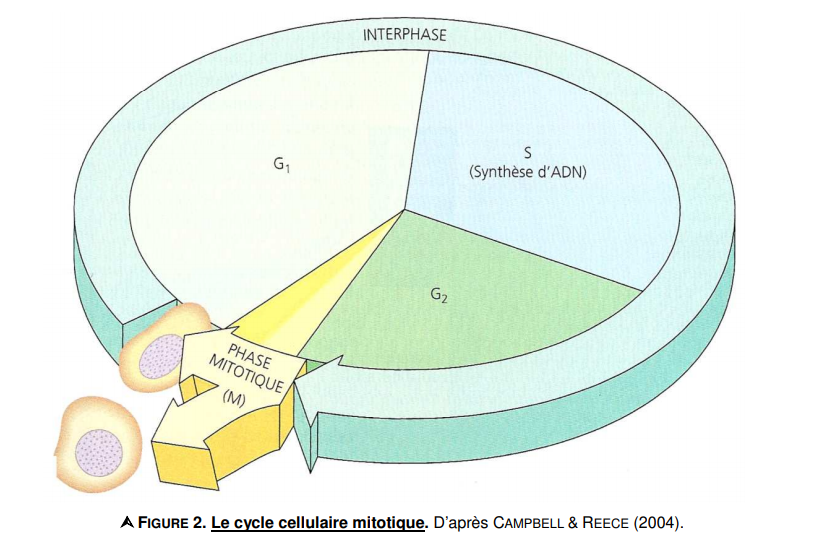 INTERPHASE
G₁
S
(Synthèse d'ADN)
G₂
PHASE
MITOTIQUE
(M)
⮝ FIGURE 2. Le cycle cellulaire mitotique. D'après CAMPBELL & REECE (2004).